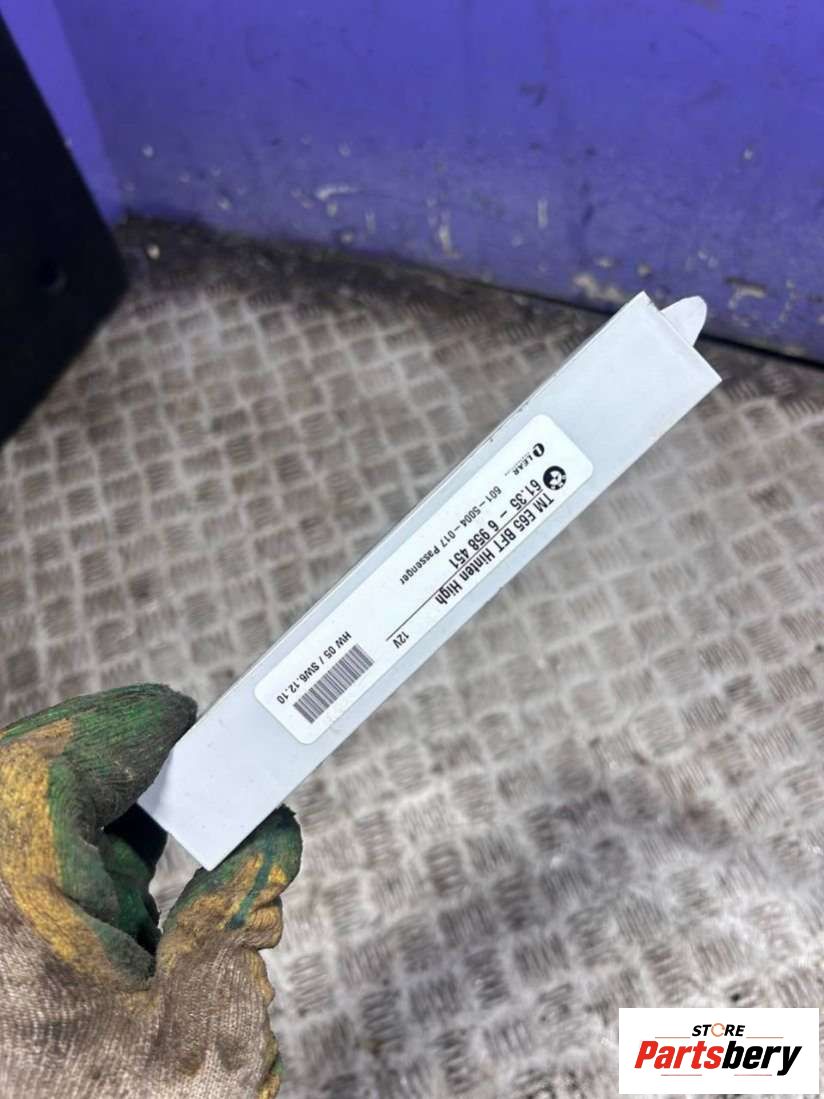 TM E65 BFT Hinten High
61.35 - 6 958 451
LEAR
601-5004-017 Passenger
12V
HW 05 / SW6.12.10
STORE
Partsbery